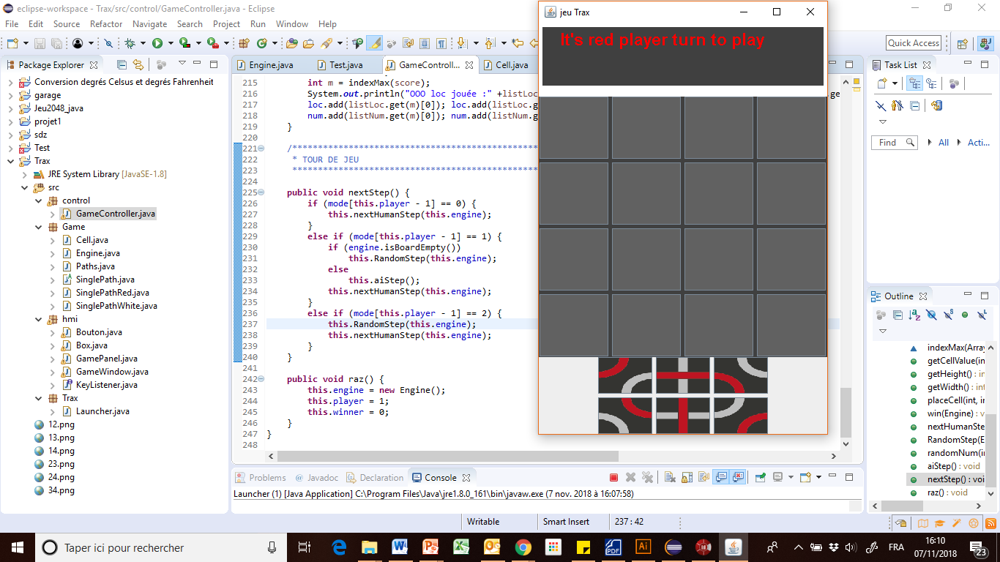 eclipse-workspace - Trax/src/control/GameController.java - Eclipse
File Edit Source Refactor Navigate Search Project Run Window Help
Quick Access
jeu Trax
It's red player turn to play
Package Explorer
Conversion degrés Celsus et degrés Fahrenheit
garage
Jeu2048_java
projet1
sdz
Test
Trax
JRE System Library [JavaSE-1.8]
src
control
GameController.java
Game
Cell.java
Engine.java
Paths.java
SinglePath.java
SinglePathRed.java
SinglePathWhite.java
hmi
Bouton.java
Box.java
GamePanel.java
GameWindow.java
KeyListener.java
Trax
Launcher.java
12.png
13.png
14.png
23.png
24.png
34.png
Engine.java Test.java GameControll... Cell.java
215 int m = indexMax(score);
216 System.out.println("OOO loc jouée :" +listLoc
ge
217 loc.add(listLoc.get(m)[0]); loc.add(listLoc.g
218 num.add(listNum.get(m)[0]); num.add(listNum.g
219 }
220
221 /************************************************
222 * TOUR DE JEU
223 ************************************************
224
225 public void nextStep() {
226 if (mode[this.player - 1] == 0) {
227 this.nextHumanStep(this.engine);
228 }
229 else if (mode[this.player - 1] == 1) {
230 if (engine.isBoardEmpty())
231 this.RandomStep(this.engine);
232 else
233 this.aiStep();
234 this.nextHumanStep(this.engine);
235 }
236 else if (mode[this.player - 1] == 2) {
237 this.RandomStep(this.engine);
238 this.nextHumanStep(this.engine);
239 }
240 }
241
242 public void raz() {
243 this.engine = new Engine();
244 this.player = 1;
245 this.winner = 0;
246 }
247 }
248
Task List
Find All Acti...
Outline
indexMax(Array
getCellValue(int
getHeight() : int
getWidth() : int
placeCell(int, in
win(Engine) : v
nextHumanSte
RandomStep(E
randomNum(in
aiStep() : void
nextStep() : voi
raz() : void
Problems Javadoc Declaration Console
Launcher (1) [Java Application] C:\Program Files\Java\jre1.8.0_161\bin\javaw.exe (7 nov. 2018 à 16:07:58)
Writable Smart Insert 237 : 42
Taper ici pour rechercher
FRA
16:10
07/11/2018
23